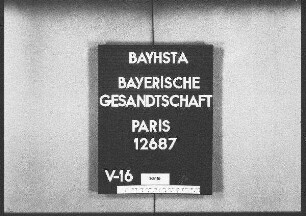 BAYHSTA
BAYERISCHE
GESANDTSCHAFT
PARIS
12687
V-16